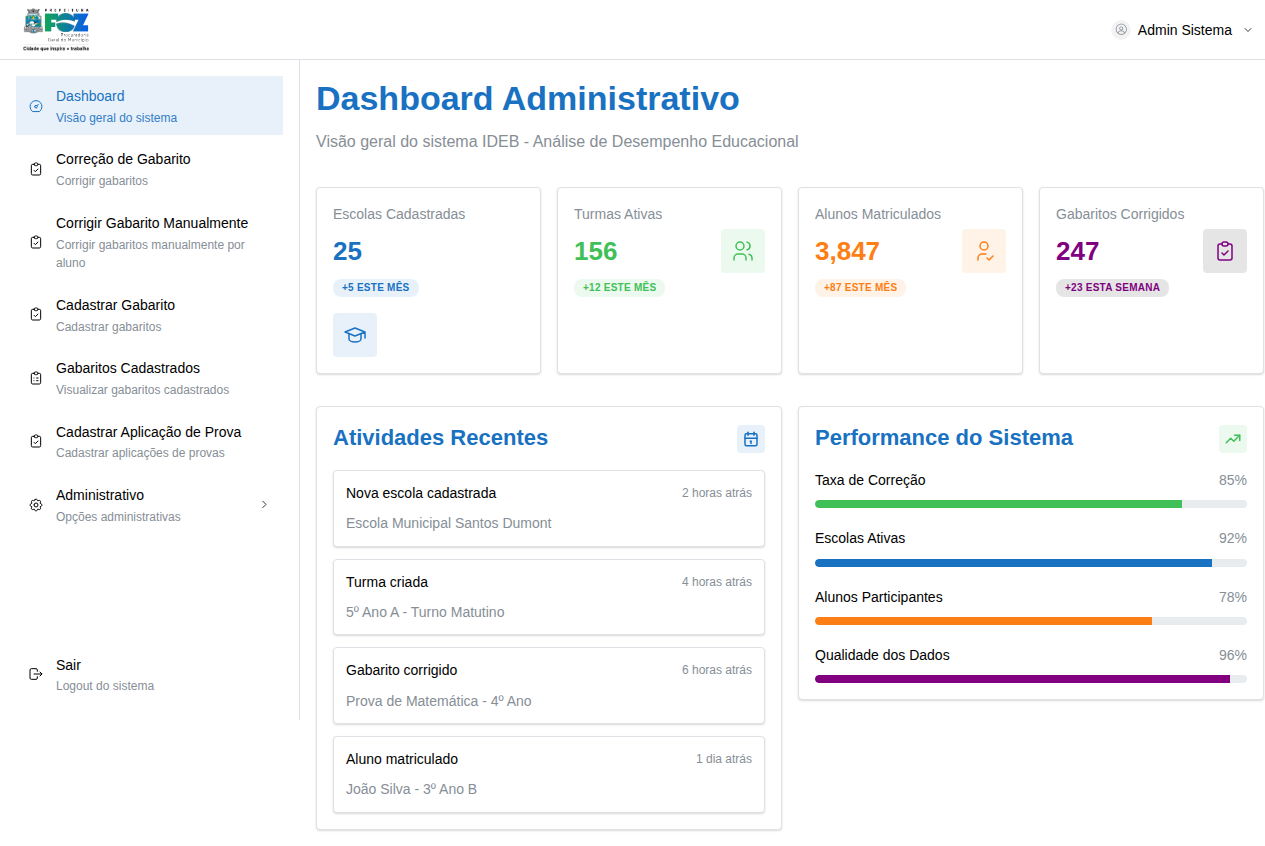 PREFEITURA
FOZ
Procuradoria
Geral do Município
Cidade que inspira e trabalha
Admin Sistema
Dashboard
Visão geral do sistema
Correção de Gabarito
Corrigir gabaritos
Corrigir Gabarito Manualmente
Corrigir gabaritos manualmente por
aluno
Cadastrar Gabarito
Cadastrar gabaritos
Gabaritos Cadastrados
Visualizar gabaritos cadastrados
Cadastrar Aplicação de Prova
Cadastrar aplicações de provas
Administrativo
Opções administrativas
Sair
Logout do sistema
Dashboard Administrativo
Visão geral do sistema IDEB - Análise de Desempenho Educacional
Escolas Cadastradas
25
+5 ESTE MÊS
Turmas Ativas
156
+12 ESTE MÊS
Alunos Matriculados
3,847
+87 ESTE MÊS
Gabaritos Corrigidos
247
+23 ESTA SEMANA
Atividades Recentes
Nova escola cadastrada 2 horas atrás
Escola Municipal Santos Dumont
Turma criada 4 horas atrás
5º Ano A - Turno Matutino
Gabarito corrigido 6 horas atrás
Prova de Matemática - 4º Ano
Aluno matriculado 1 dia atrás
João Silva - 3º Ano B
Performance do Sistema
Taxa de Correção 85%
Escolas Ativas 92%
Alunos Participantes 78%
Qualidade dos Dados 96%